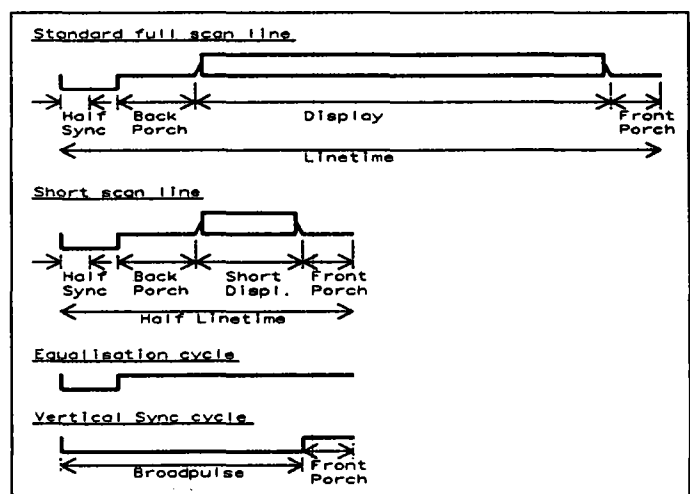 Standard full scan line
Half Sync
Back Porch
Display
Front Porch
Linetime
Short scan line
Half Sync
Back Porch
Short Displ.
Front Porch
Half Linetime
Equalisation cycle
Vertical Sync cycle
Broadpulse
Front Porch